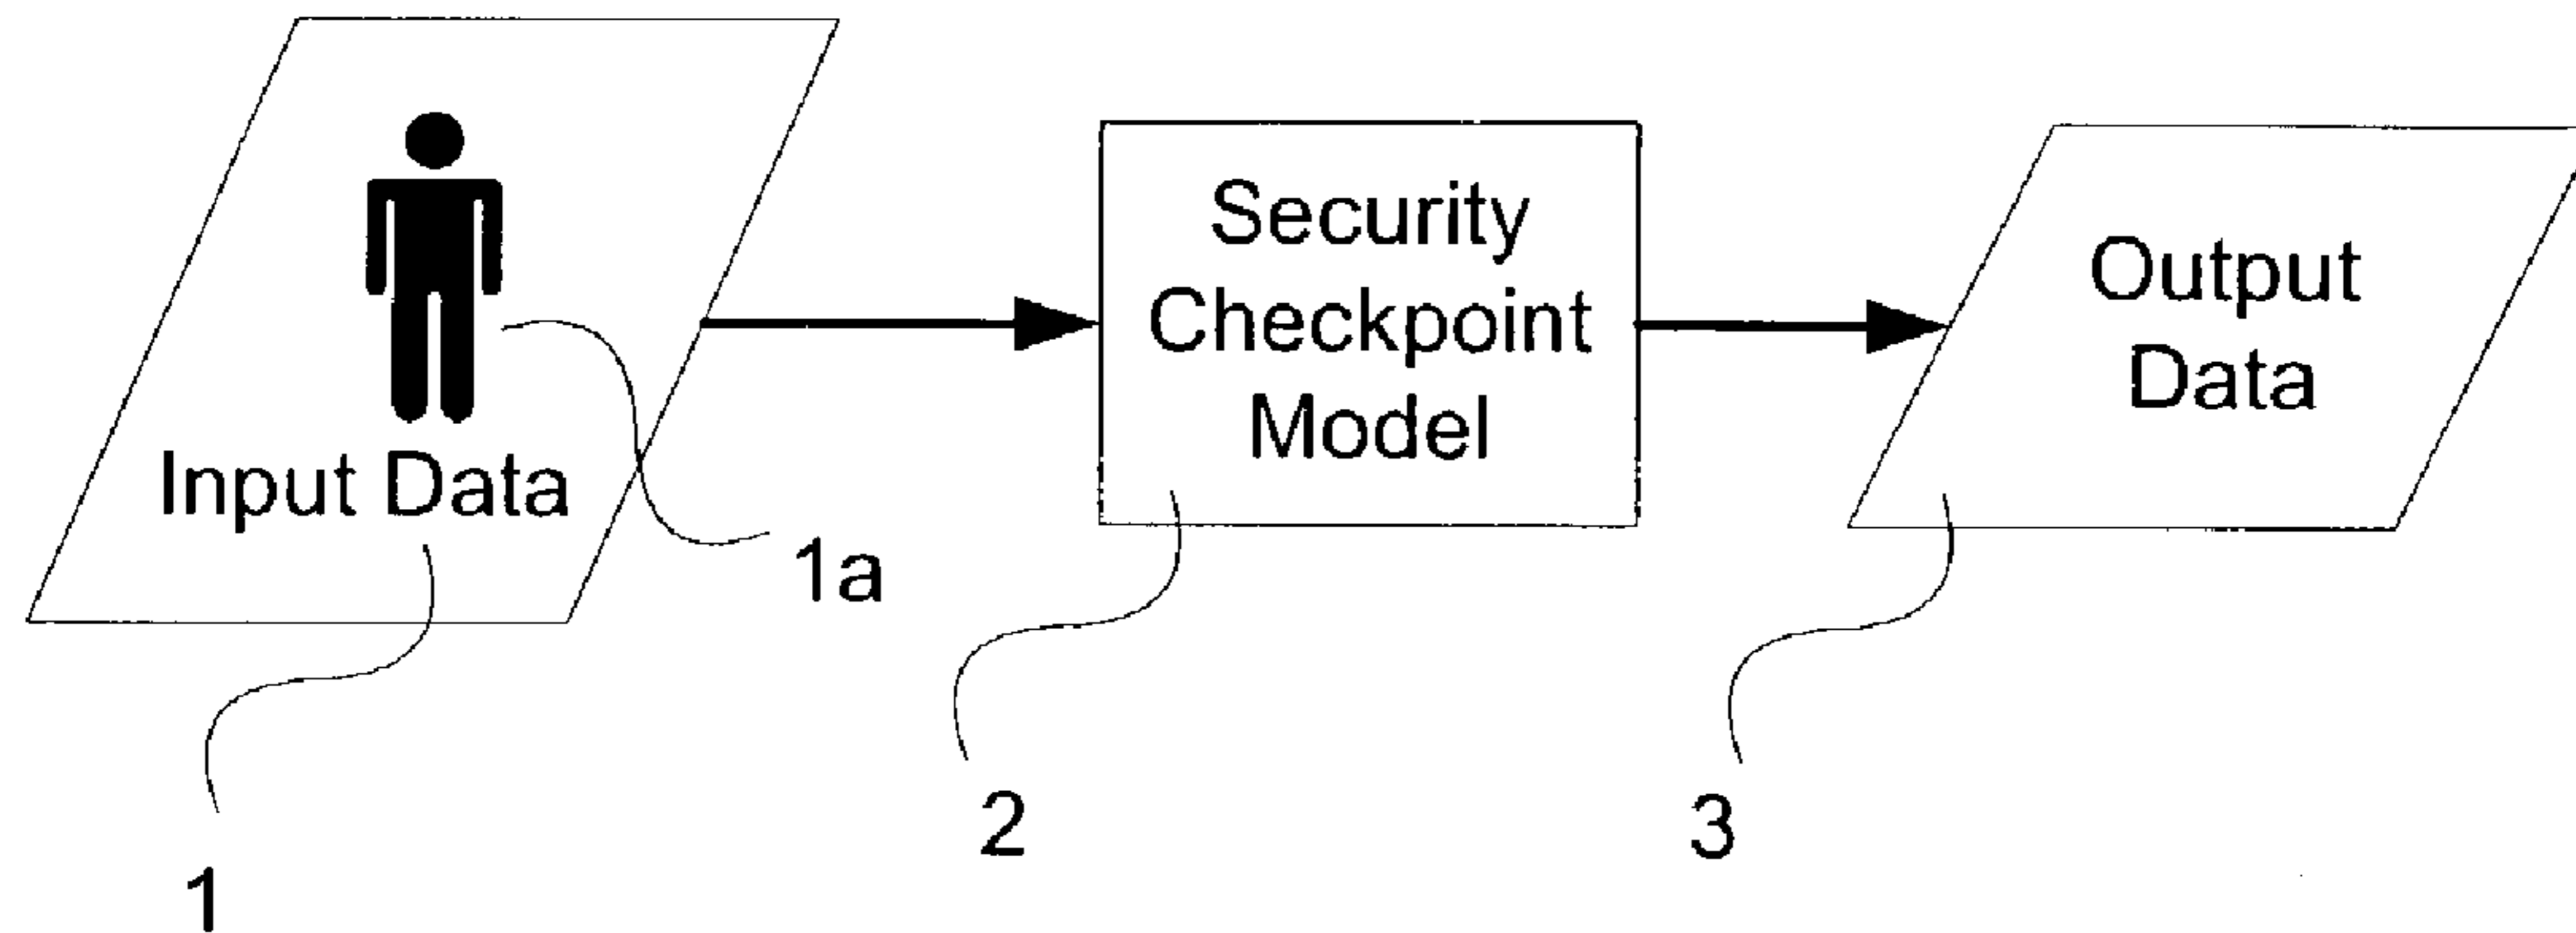 Input Data
1a
1
Security
Checkpoint
Model
2
Output
Data
3